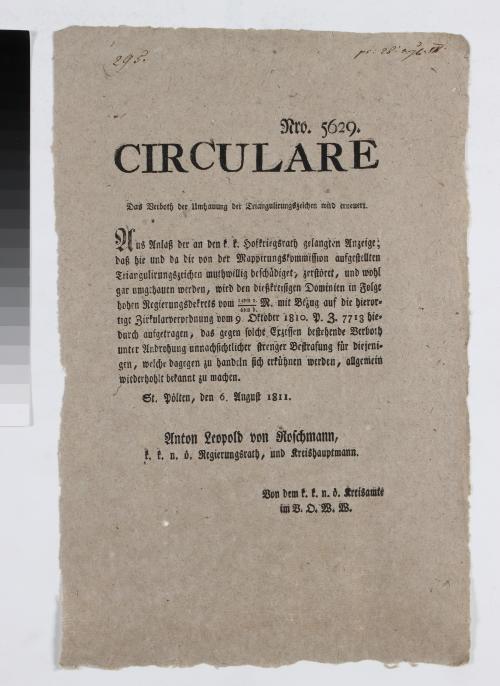 295.
Nro. 5629.
CIRCULARE
Das Verboth der Umhauung der Triangulirungszeichen wird erneuert.
Aus Anlaß der an den k. k. Hofkriegsrath gelangten Anzeige;
daß hie und da die von der Mappirungskommission aufgestellten
Triangulirungszeichen muthwillig beschädiget, zerstöret, und wohl
gar umgehauen werden, wird den dießkreisigen Dominien in Folge
hohen Regierungsdekrets vom M. mit Bezug auf die hieror-
tige Zirkularverordnung vom 9. Oktober 1810. P. Z. 7713 hie-
durch aufgetragen, das gegen solche Exzessen bestehende Verboth
unter Androhung unnachsichtlicher strenger Bestrafung für diejeni-
gen, welche dagegen zu handeln sich erkühnen werden, allgemein
wiederhohlt bekannt zu machen.
St. Pölten, den 6. August 1811.
Anton Leopold von Roschmann,
k. k. n. ö. Regierungsrath, und Kreishauptmann.
Von dem k. k. n. ö. Kreisamte
im V. O. W. W.